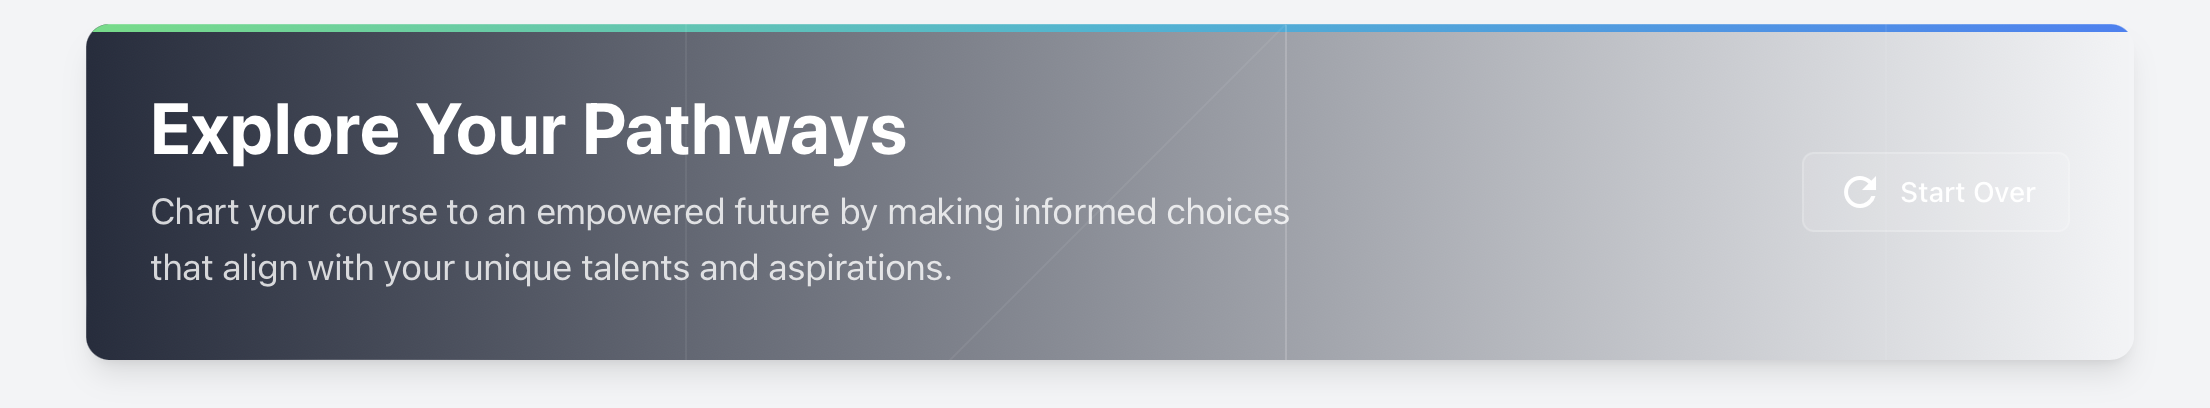 Explore Your Pathways
Chart your course to an empowered future by making informed choices
that align with your unique talents and aspirations.
Start Over